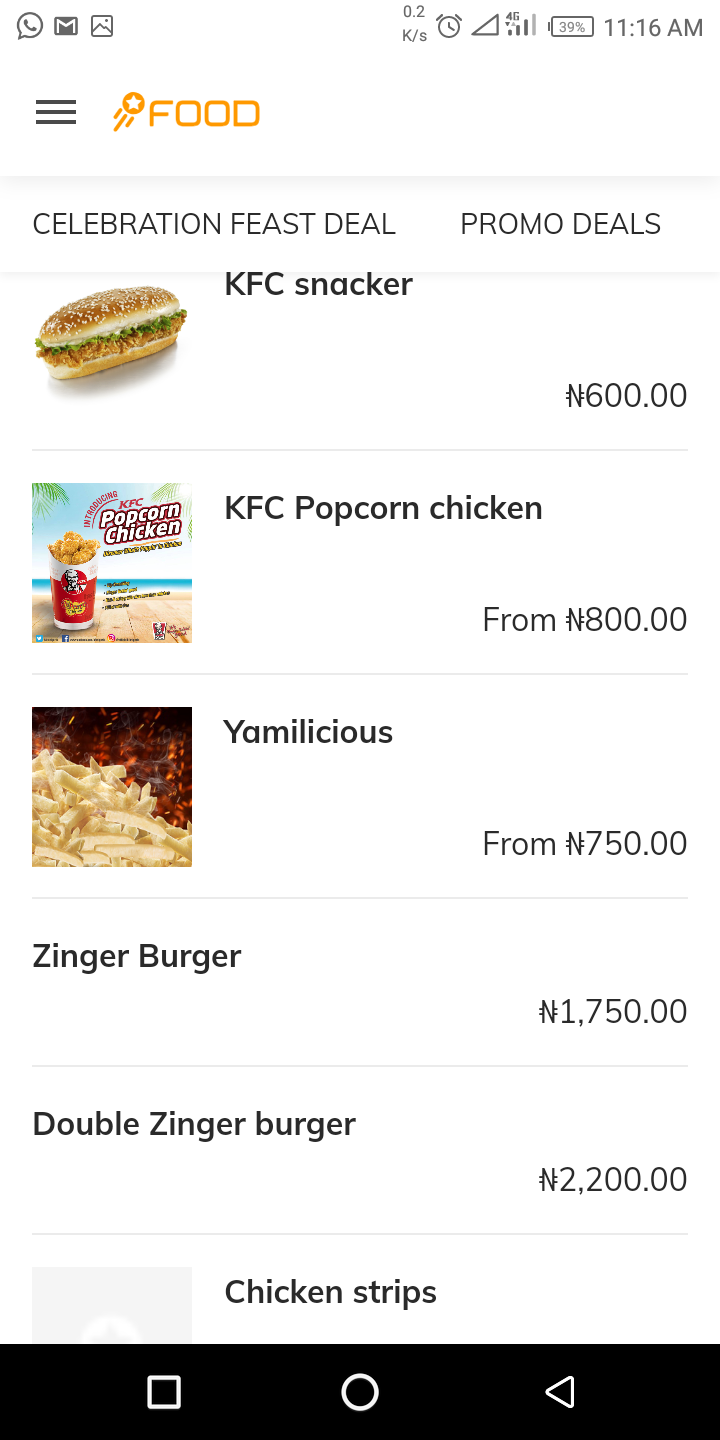 0.2
K/s
4G
39%
11:16 AM
FOOD
CELEBRATION FEAST DEAL
PROMO DEALS
KFC snacker
₦600.00
INTRODUCING
KFC
Popcorn
Chicken
KFC Popcorn chicken
From ₦800.00
Yamilicious
From ₦750.00
Zinger Burger
₦1,750.00
Double Zinger burger
₦2,200.00
Chicken strips